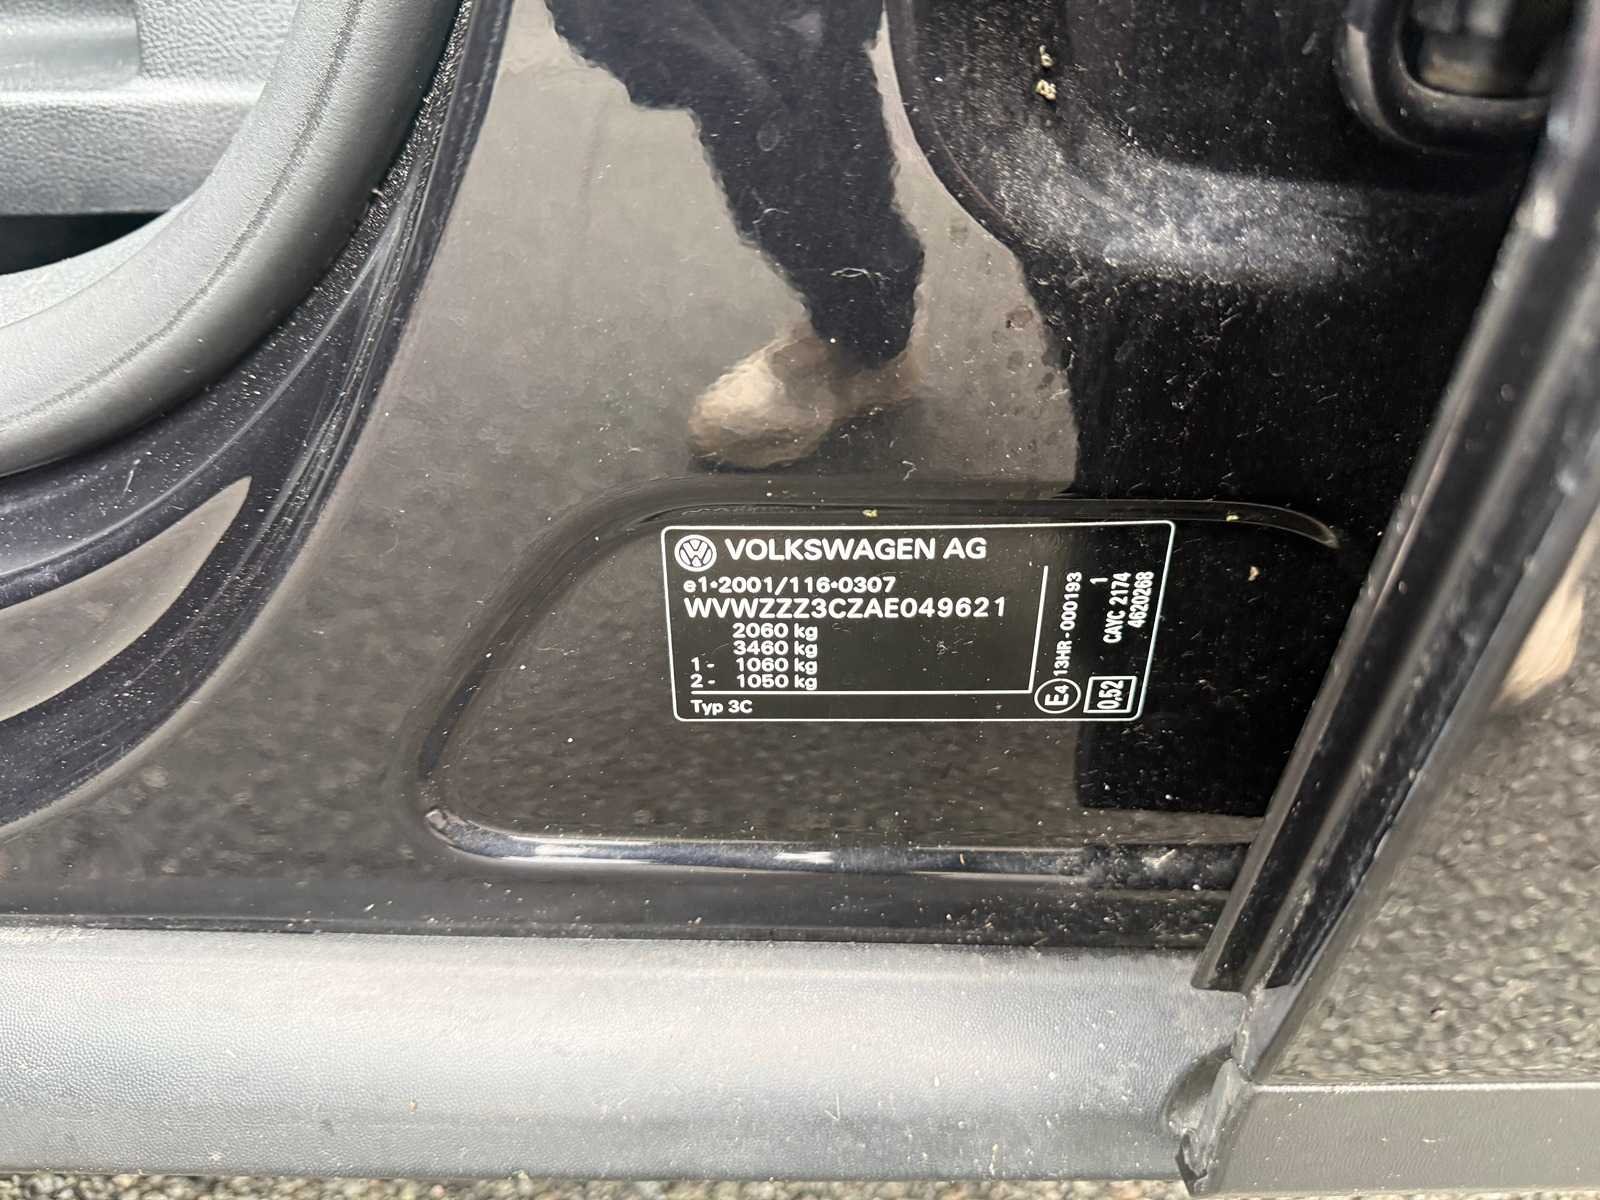 VOLKSWAGEN AG
e1•2001/116•0307
WVWZZZ3CZAE049621
2060 kg
3460 kg
1 - 1060 kg
2 - 1050 kg
Typ 3C
E4 13HR-000193
0,52
1
CAYC 2174
4620268